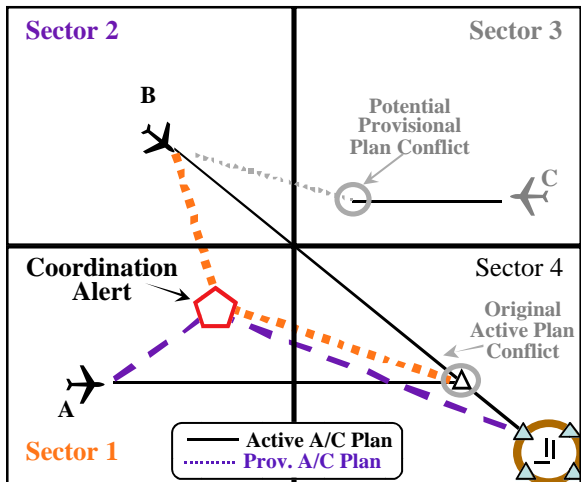 Sector 2
Sector 3
B
Potential
Provisional
Plan Conflict
C
Coordination
Alert
Sector 4
Original
Active Plan
Conflict
A
Sector 1
Active A/C Plan
Prov. A/C Plan